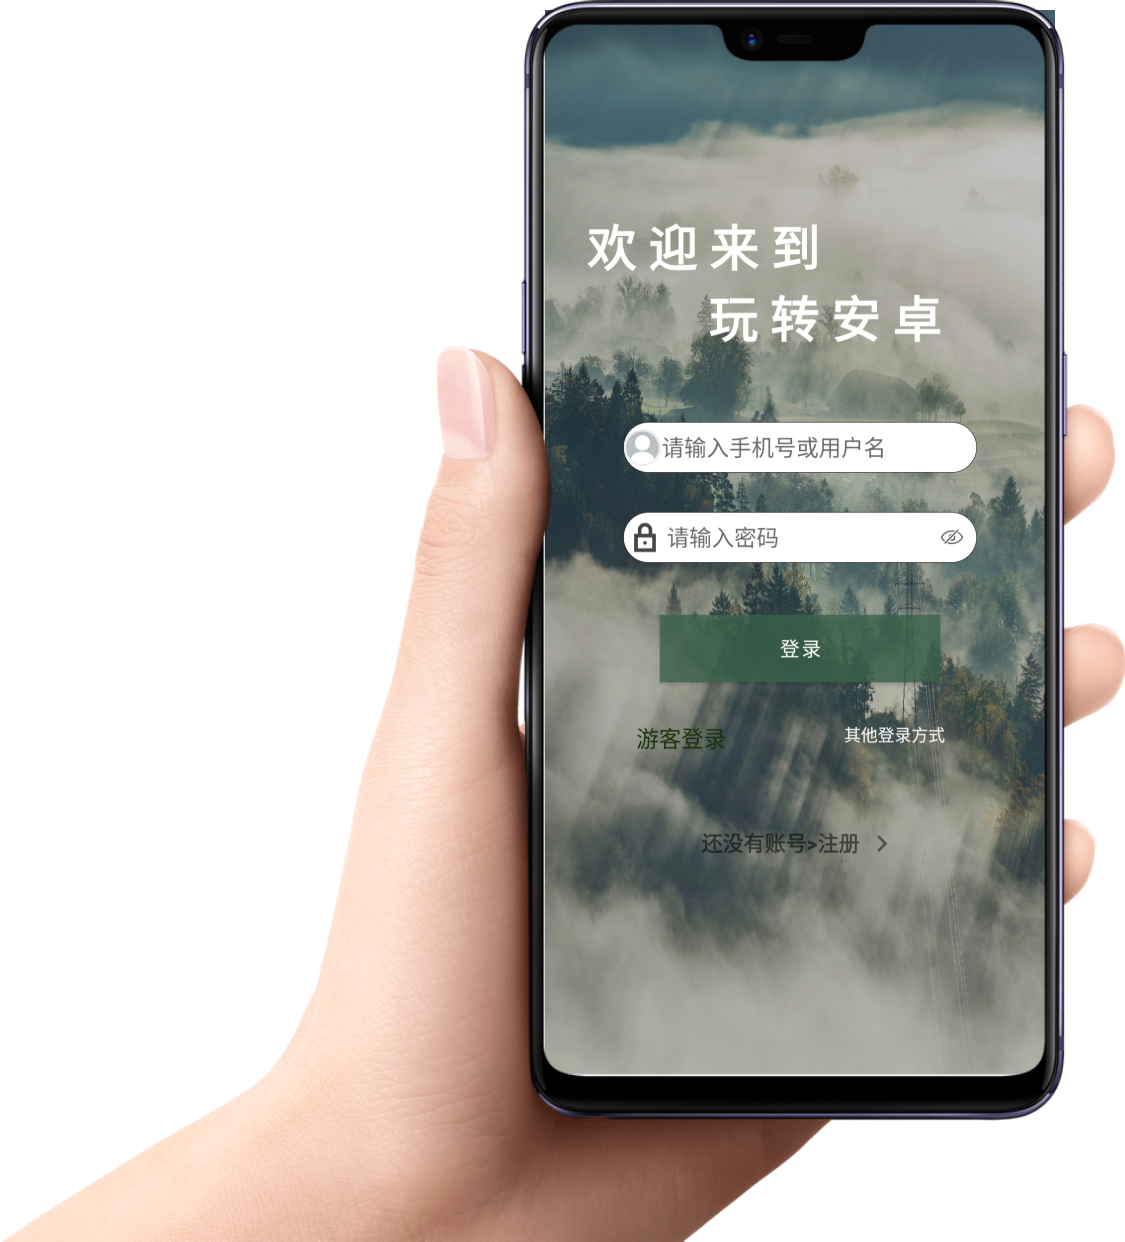 欢迎来到
玩转安卓
请输入手机号或用户名
请输入密码
登录
游客登录
其他登录方式
还没有账号>注册